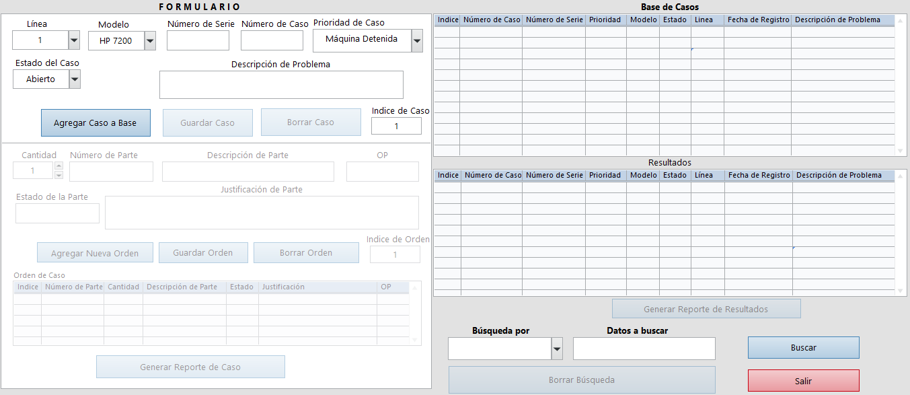 FORMULARIO
Línea
Modelo
Número de Serie
Número de Caso
Prioridad de Caso
1
HP 7200
Máquina Detenida
Estado del Caso
Descripción de Problema
Abierto
Agregar Caso a Base
Guardar Caso
Borrar Caso
Indice de Caso
1
Cantidad
Número de Parte
Descripción de Parte
OP
1
Estado de la Parte
Justificación de Parte
Agregar Nueva Orden
Guardar Orden
Borrar Orden
Indice de Orden
1
Orden de Caso
Indice Número de Parte Cantidad Descripción de Parte Estado Justificación OP
Generar Reporte de Caso
Base de Casos
Indice Número de Caso Número de Serie Prioridad Modelo Estado Linea Fecha de Registro Descripción de Problema
Resultados
Indice Número de Caso Número de Serie Prioridad Modelo Estado Línea Fecha de Registro Descripción de Problema
Generar Reporte de Resultados
Búsqueda por
Datos a buscar
Buscar
Borrar Búsqueda
Salir